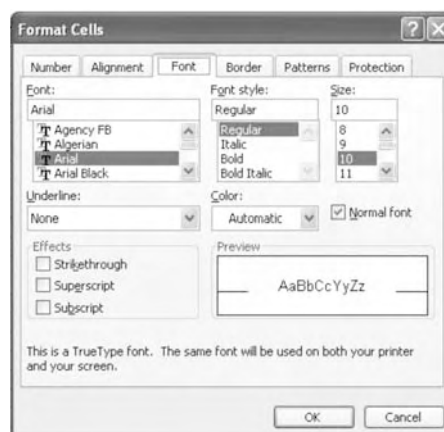 Format Cells
Number Alignment Font Border Patterns Protection
Font: Font style: Size:
Arial Regular 10
Agency FB Regular 8
Algerian Italic 9
Arial Bold 10
Arial Black Bold Italic 11
Underline: Color:
None Automatic Normal font
Effects Preview
Strikethrough
Superscript AaBbCcYyZz
Subscript
This is a TrueType font. The same font will be used on both your printer
and your screen.
OK Cancel